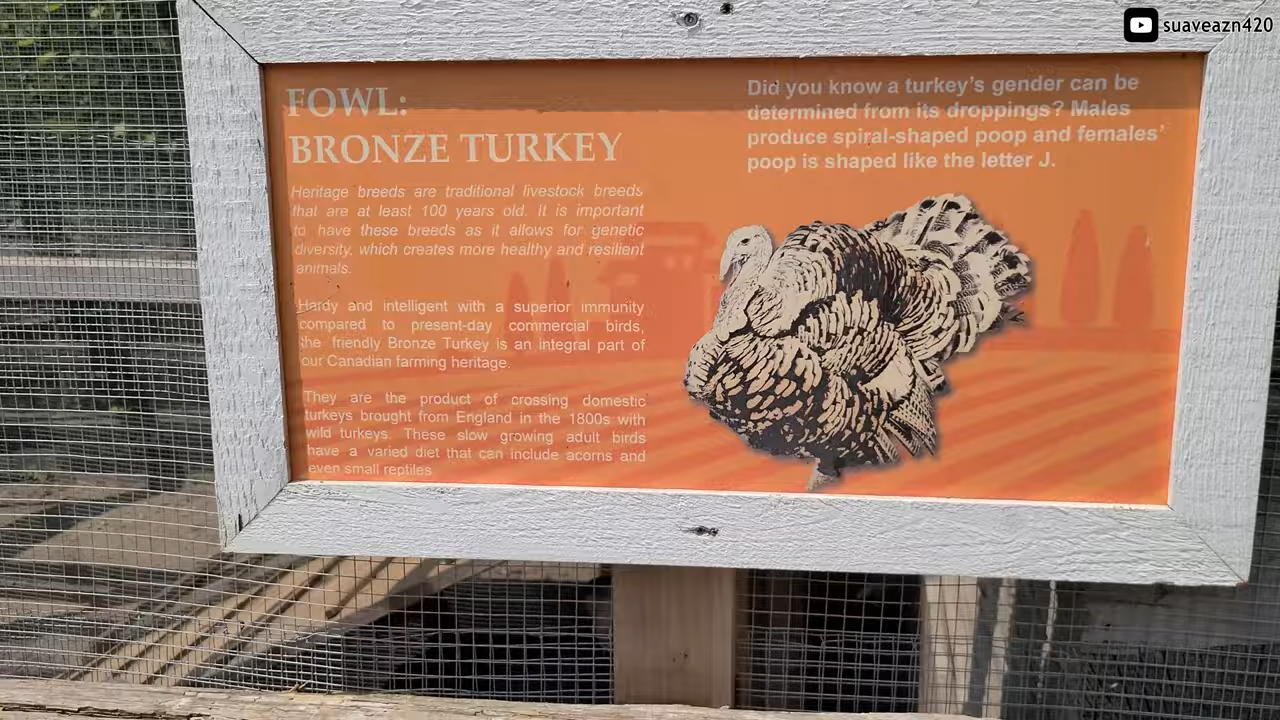 suaveazn420
FOWL:
BRONZE TURKEY
Heritage breeds are traditional livestock breeds
that are at least 100 years old. It is important
to have these breeds as it allows for genetic
diversity, which creates more healthy and resilient
animals.
Hardy and intelligent with a superior immunity
compared to present-day commercial birds,
the friendly Bronze Turkey is an integral part of
our Canadian farming heritage.
They are the product of crossing domestic
turkeys brought from England in the 1800s with
wild turkeys. These slow growing adult birds
have a varied diet that can include acorns and
even small reptiles
Did you know a turkey's gender can be
determined from its droppings? Males
produce spiral-shaped poop and females'
poop is shaped like the letter J.